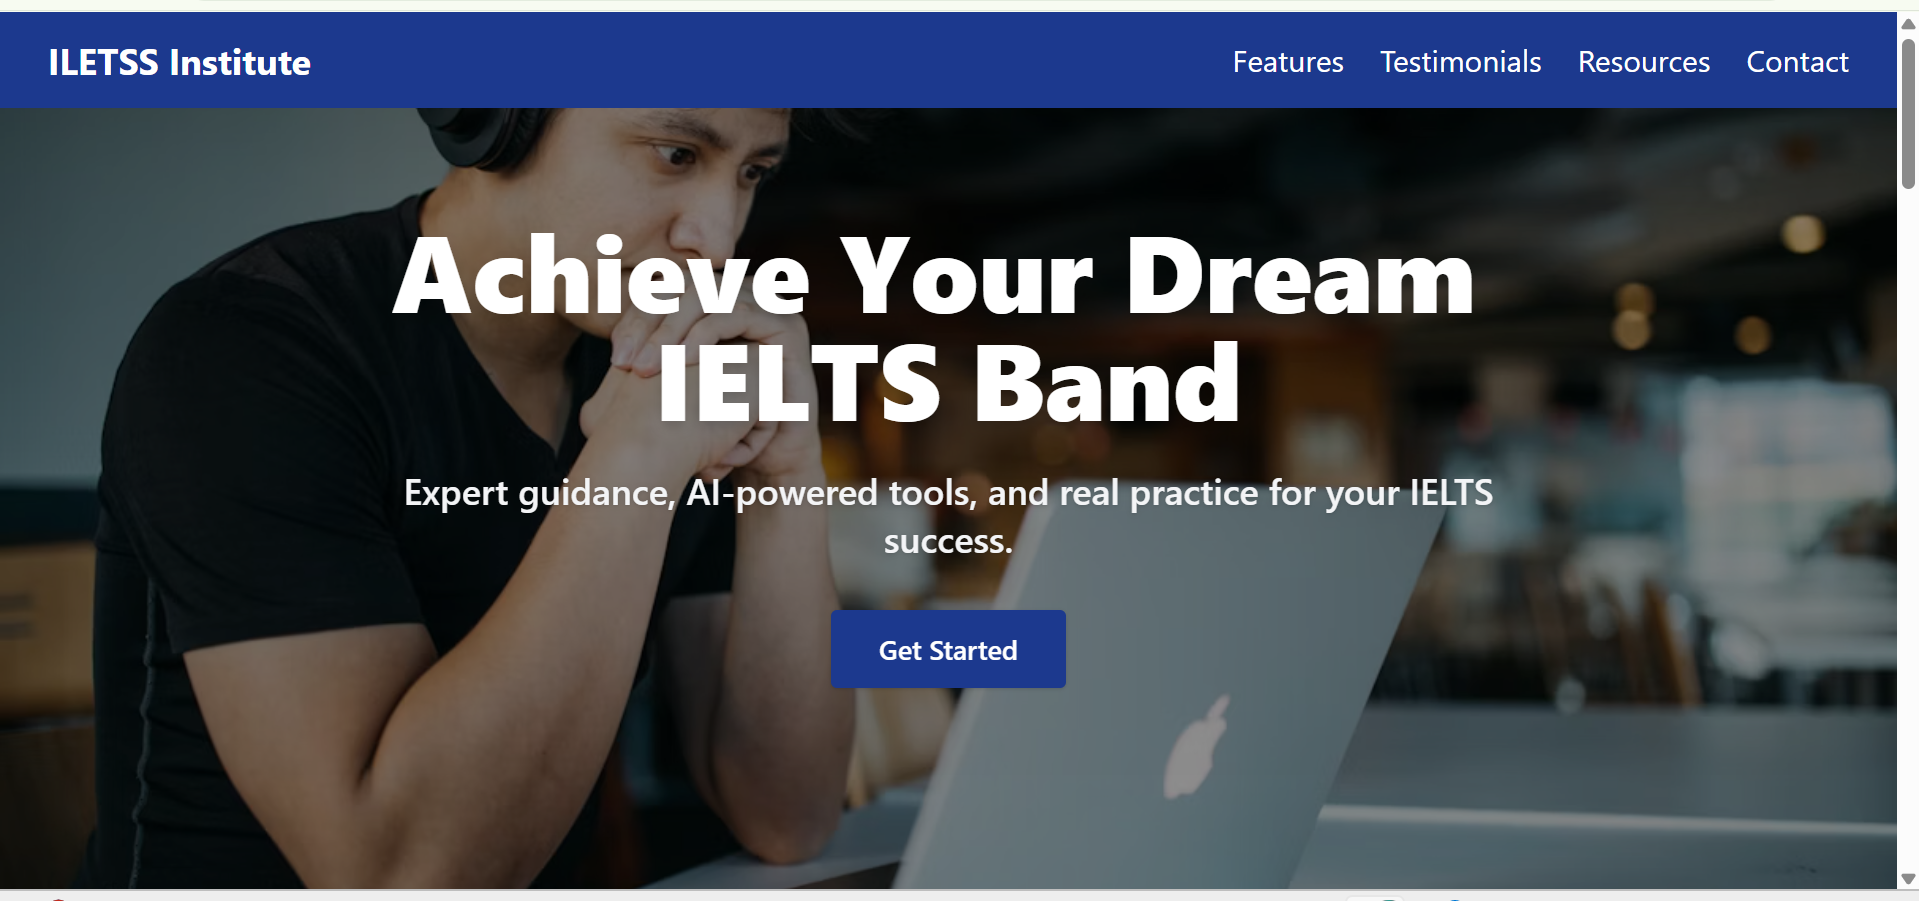 ILETSS Institute
Features Testimonials Resources Contact
Achieve Your Dream
IELTS Band
Expert guidance, AI-powered tools, and real practice for your IELTS
success.
Get Started